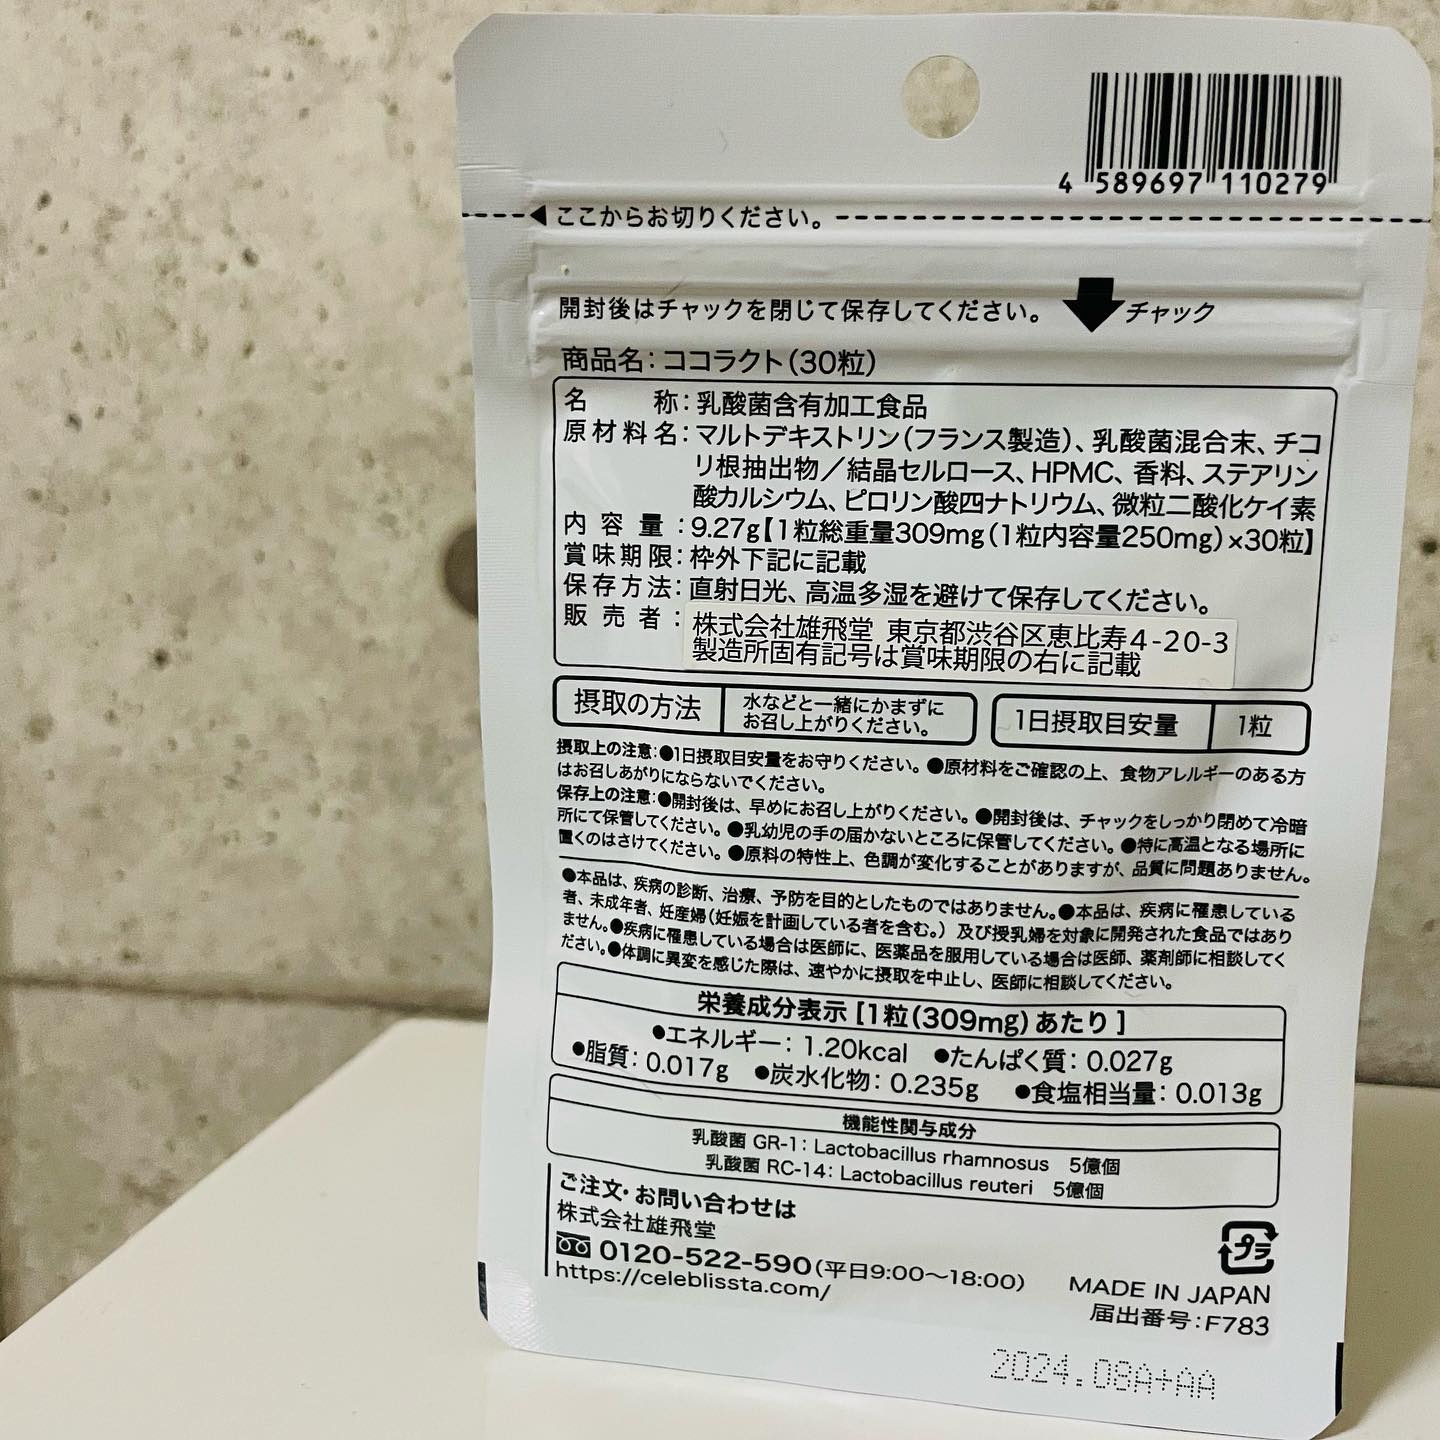 4 589697 110279
ここからお切りください。
開封後はチャックを閉じて保存してください。 チャック
商品名：ココラクト（30粒）
名称：乳酸菌含有加工食品
原材料名：マルトデキストリン（フランス製造）、乳酸菌混合末、チコ
リ根抽出物／結晶セルロース、HPMC、香料、ステアリン
酸カルシウム、ピロリン酸四ナトリウム、微粒二酸化ケイ素
内容量：9.27g【1粒総重量309mg（1粒内容量250mg）×30粒】
賞味期限：枠外下記に記載
保存方法：直射日光、高温多湿を避けて保存してください。
販売者：株式会社雄飛堂 東京都渋谷区恵比寿4-20-3
製造所固有記号は賞味期限の右に記載
摂取の方法 水などと一緒にかまずに
お召し上がりください。
1日摂取目安量 1粒
摂取上の注意：●1日摂取目安量をお守りください。●原材料をご確認の上、食物アレルギーのある方
はお召しあがりにならないでください。
保存上の注意：●開封後は、早めにお召し上がりください。●開封後は、チャックをしっかり閉めて冷暗
所にて保管してください。●乳幼児の手の届かないところに保管してください。●特に高温となる場所に
置くのはさけてください。●原料の特性上、色調が変化することがありますが、品質に問題ありません。
●本品は、疾病の診断、治療、予防を目的としたものではありません。●本品は、疾病に罹患している
者、未成年者、妊産婦（妊娠を計画している者を含む。）及び授乳婦を対象に開発された食品ではあり
ません。●疾病に罹患している場合は医師に、医薬品を服用している場合は医師、薬剤師に相談してく
ださい。●体調に異変を感じた際は、速やかに摂取を中止し、医師に相談してください。
栄養成分表示［1粒（309mg）あたり］
●エネルギー：1.20kcal ●たんぱく質：0.027g
●脂質：0.017g ●炭水化物：0.235g ●食塩相当量：0.013g
機能性関与成分
乳酸菌 GR-1：Lactobacillus rhamnosus 5億個
乳酸菌 RC-14：Lactobacillus reuteri 5億個
ご注文・お問い合わせは
株式会社雄飛堂
0120-522-590（平日9:00～18:00）
https://celeblissta.com/
プラ
MADE IN JAPAN
届出番号：F783
2024.08A+AA